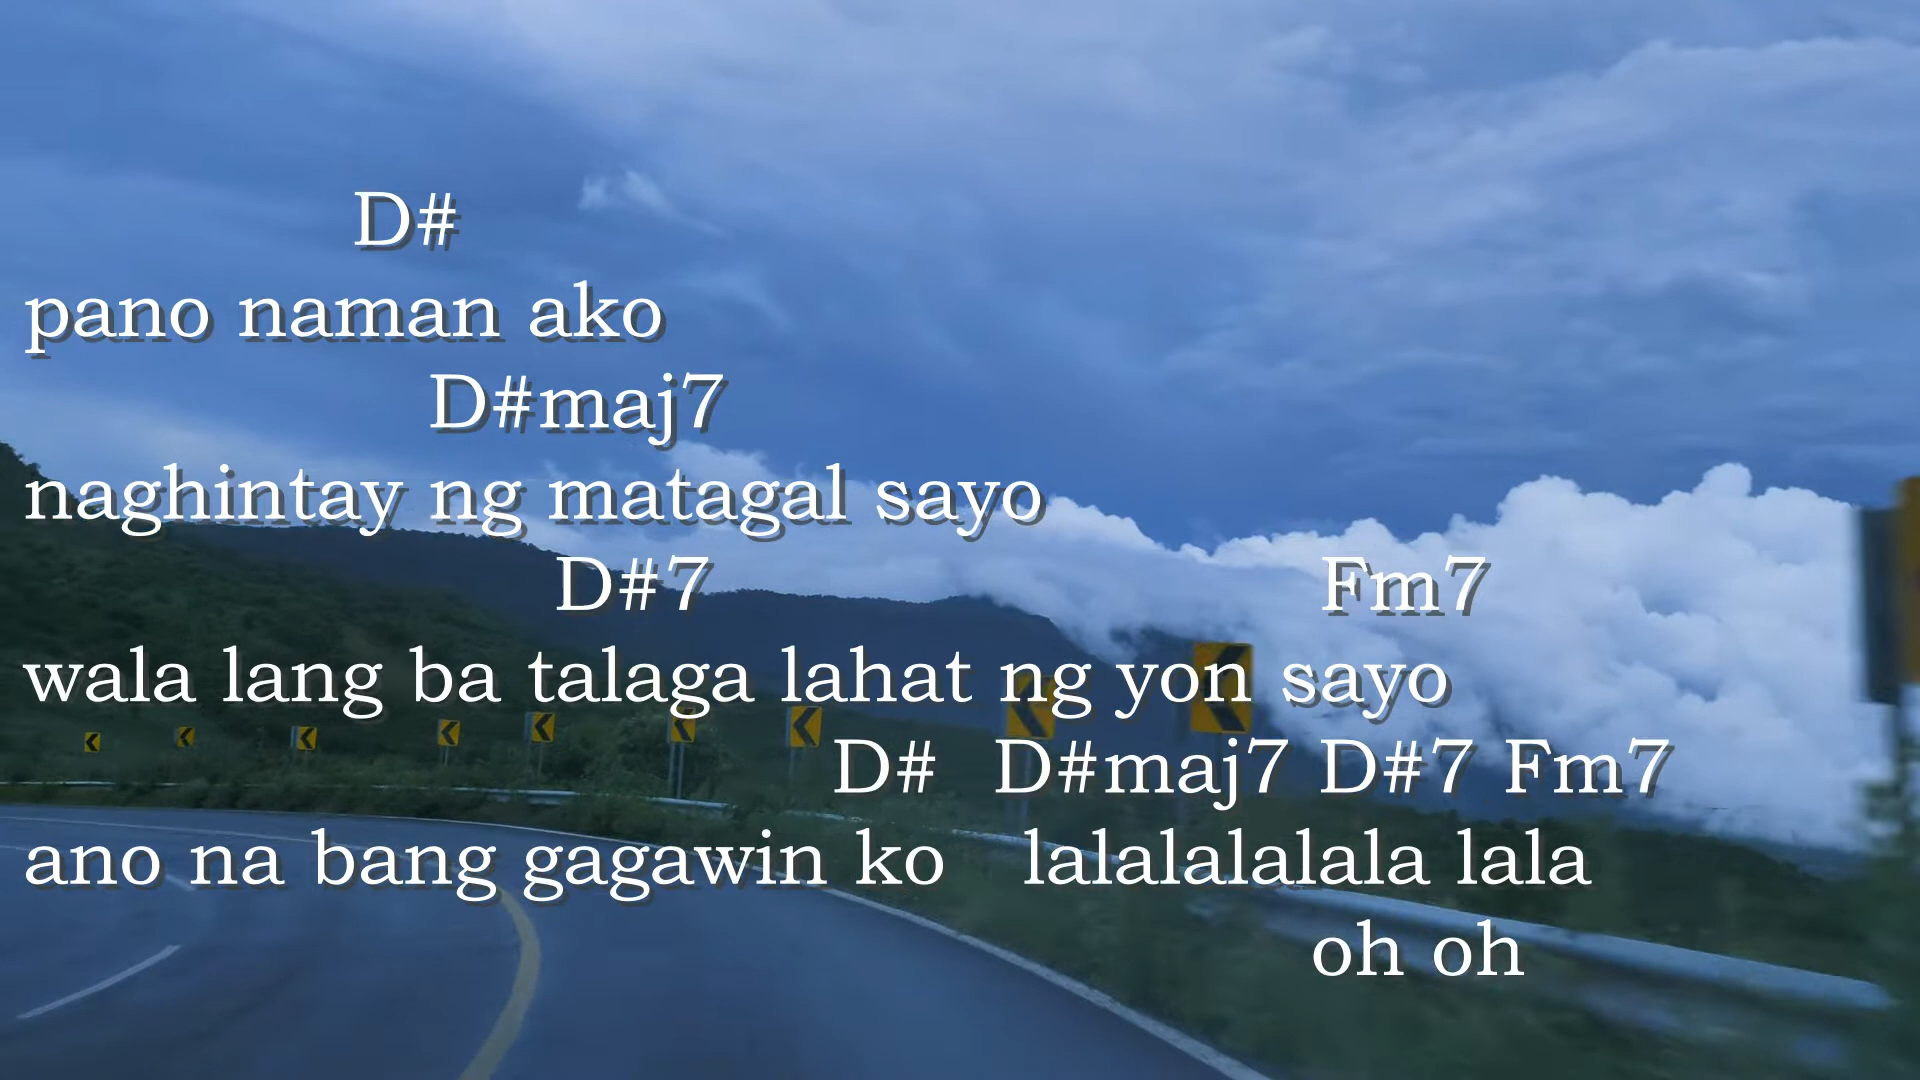 D#
pano naman ako
D#maj7
naghintay ng matagal sayo
D#7 Fm7
wala lang ba talaga lahat ng yon sayo
D# D#maj7 D#7 Fm7
ano na bang gagawin ko lalalalalala lala
oh oh